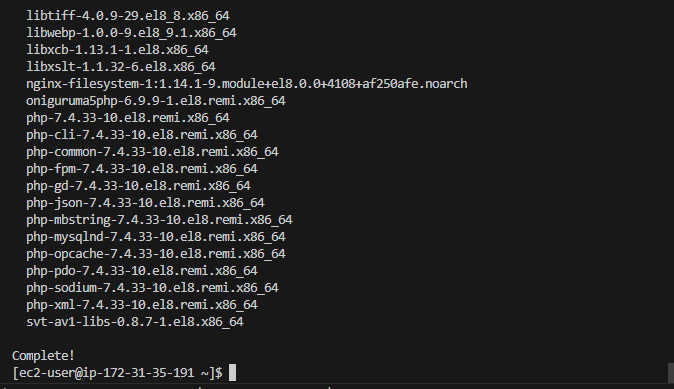 libtiff-4.0.9-29.el8_8.x86_64
libwebp-1.0.0-9.el8_9.1.x86_64
libxcb-1.13.1-1.el8.x86_64
libxslt-1.1.32-6.el8.x86_64
nginx-filesystem-1:1.14.1-9.module+el8.0.0+4108+af250afe.noarch
oniguruma5php-6.9.9-1.el8.remi.x86_64
php-7.4.33-10.el8.remi.x86_64
php-cli-7.4.33-10.el8.remi.x86_64
php-common-7.4.33-10.el8.remi.x86_64
php-fpm-7.4.33-10.el8.remi.x86_64
php-gd-7.4.33-10.el8.remi.x86_64
php-json-7.4.33-10.el8.remi.x86_64
php-mbstring-7.4.33-10.el8.remi.x86_64
php-mysqlnd-7.4.33-10.el8.remi.x86_64
php-opcache-7.4.33-10.el8.remi.x86_64
php-pdo-7.4.33-10.el8.remi.x86_64
php-sodium-7.4.33-10.el8.remi.x86_64
php-xml-7.4.33-10.el8.remi.x86_64
svt-av1-libs-0.8.7-1.el8.x86_64
Complete!
[ec2-user@ip-172-31-35-191 ~]$